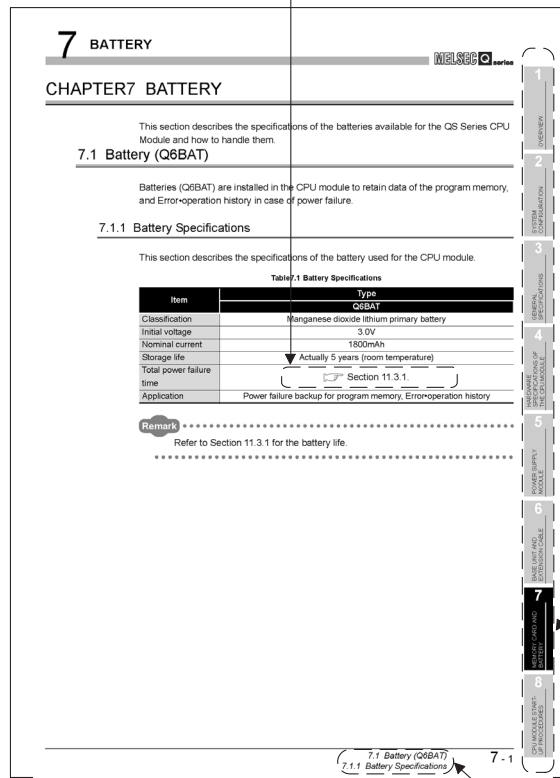 7 BATTERY
MELSEC Q series
CHAPTER7 BATTERY
This section describes the specifications of the batteries available for the QS Series CPU
Module and how to handle them.
7.1 Battery (Q6BAT)
Batteries (Q6BAT) are installed in the CPU module to retain data of the program memory,
and Error•operation history in case of power failure.
7.1.1 Battery Specifications
This section describes the specifications of the battery used for the CPU module.
Table7.1 Battery Specifications
Item
Type
Q6BAT
Classification Manganese dioxide lithium primary battery
Initial voltage 3.0V
Nominal current 1800mAh
Storage life Actually 5 years (room temperature)
Total power failure
time
Section 11.3.1.
Application Power failure backup for program memory, Error•operation history
Remark
Refer to Section 11.3.1 for the battery life.
7.1 Battery (Q6BAT)
7.1.1 Battery Specifications
7 - 1
1
OVERVIEW
2
SYSTEM
CONFIGURATION
3
GENERAL
SPECIFICATIONS
4
HARDWARE
SPECIFICATIONS OF
THE CPU MODULE
5
POWER SUPPLY
MODULE
6
BASE UNIT AND
EXTENSION CABLE
7
MEMORY CARD AND
BATTERY
8
CPU MODULE START-
UP PROCEDURES